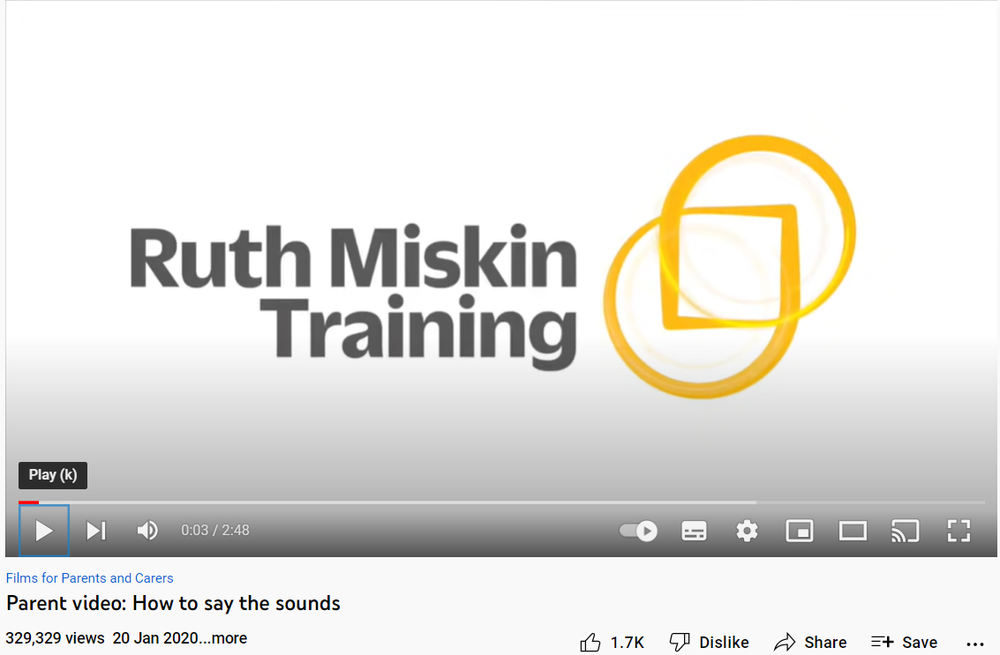 Ruth Miskin
Training
Play (k)
0:03 / 2:48
Films for Parents and Carers
Parent video: How to say the sounds
329,329 views 20 Jan 2020...more
1.7K Dislike Share Save